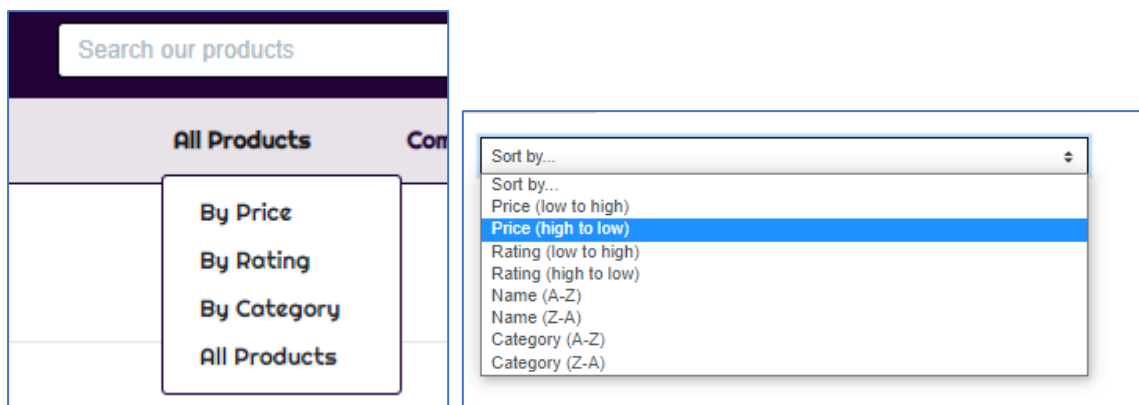 Search our products
All Products Com
By Price
By Rating
By Category
All Products
Sort by...
Sort by...
Price (low to high)
Price (high to low)
Rating (low to high)
Rating (high to low)
Name (A-Z)
Name (Z-A)
Category (A-Z)
Category (Z-A)